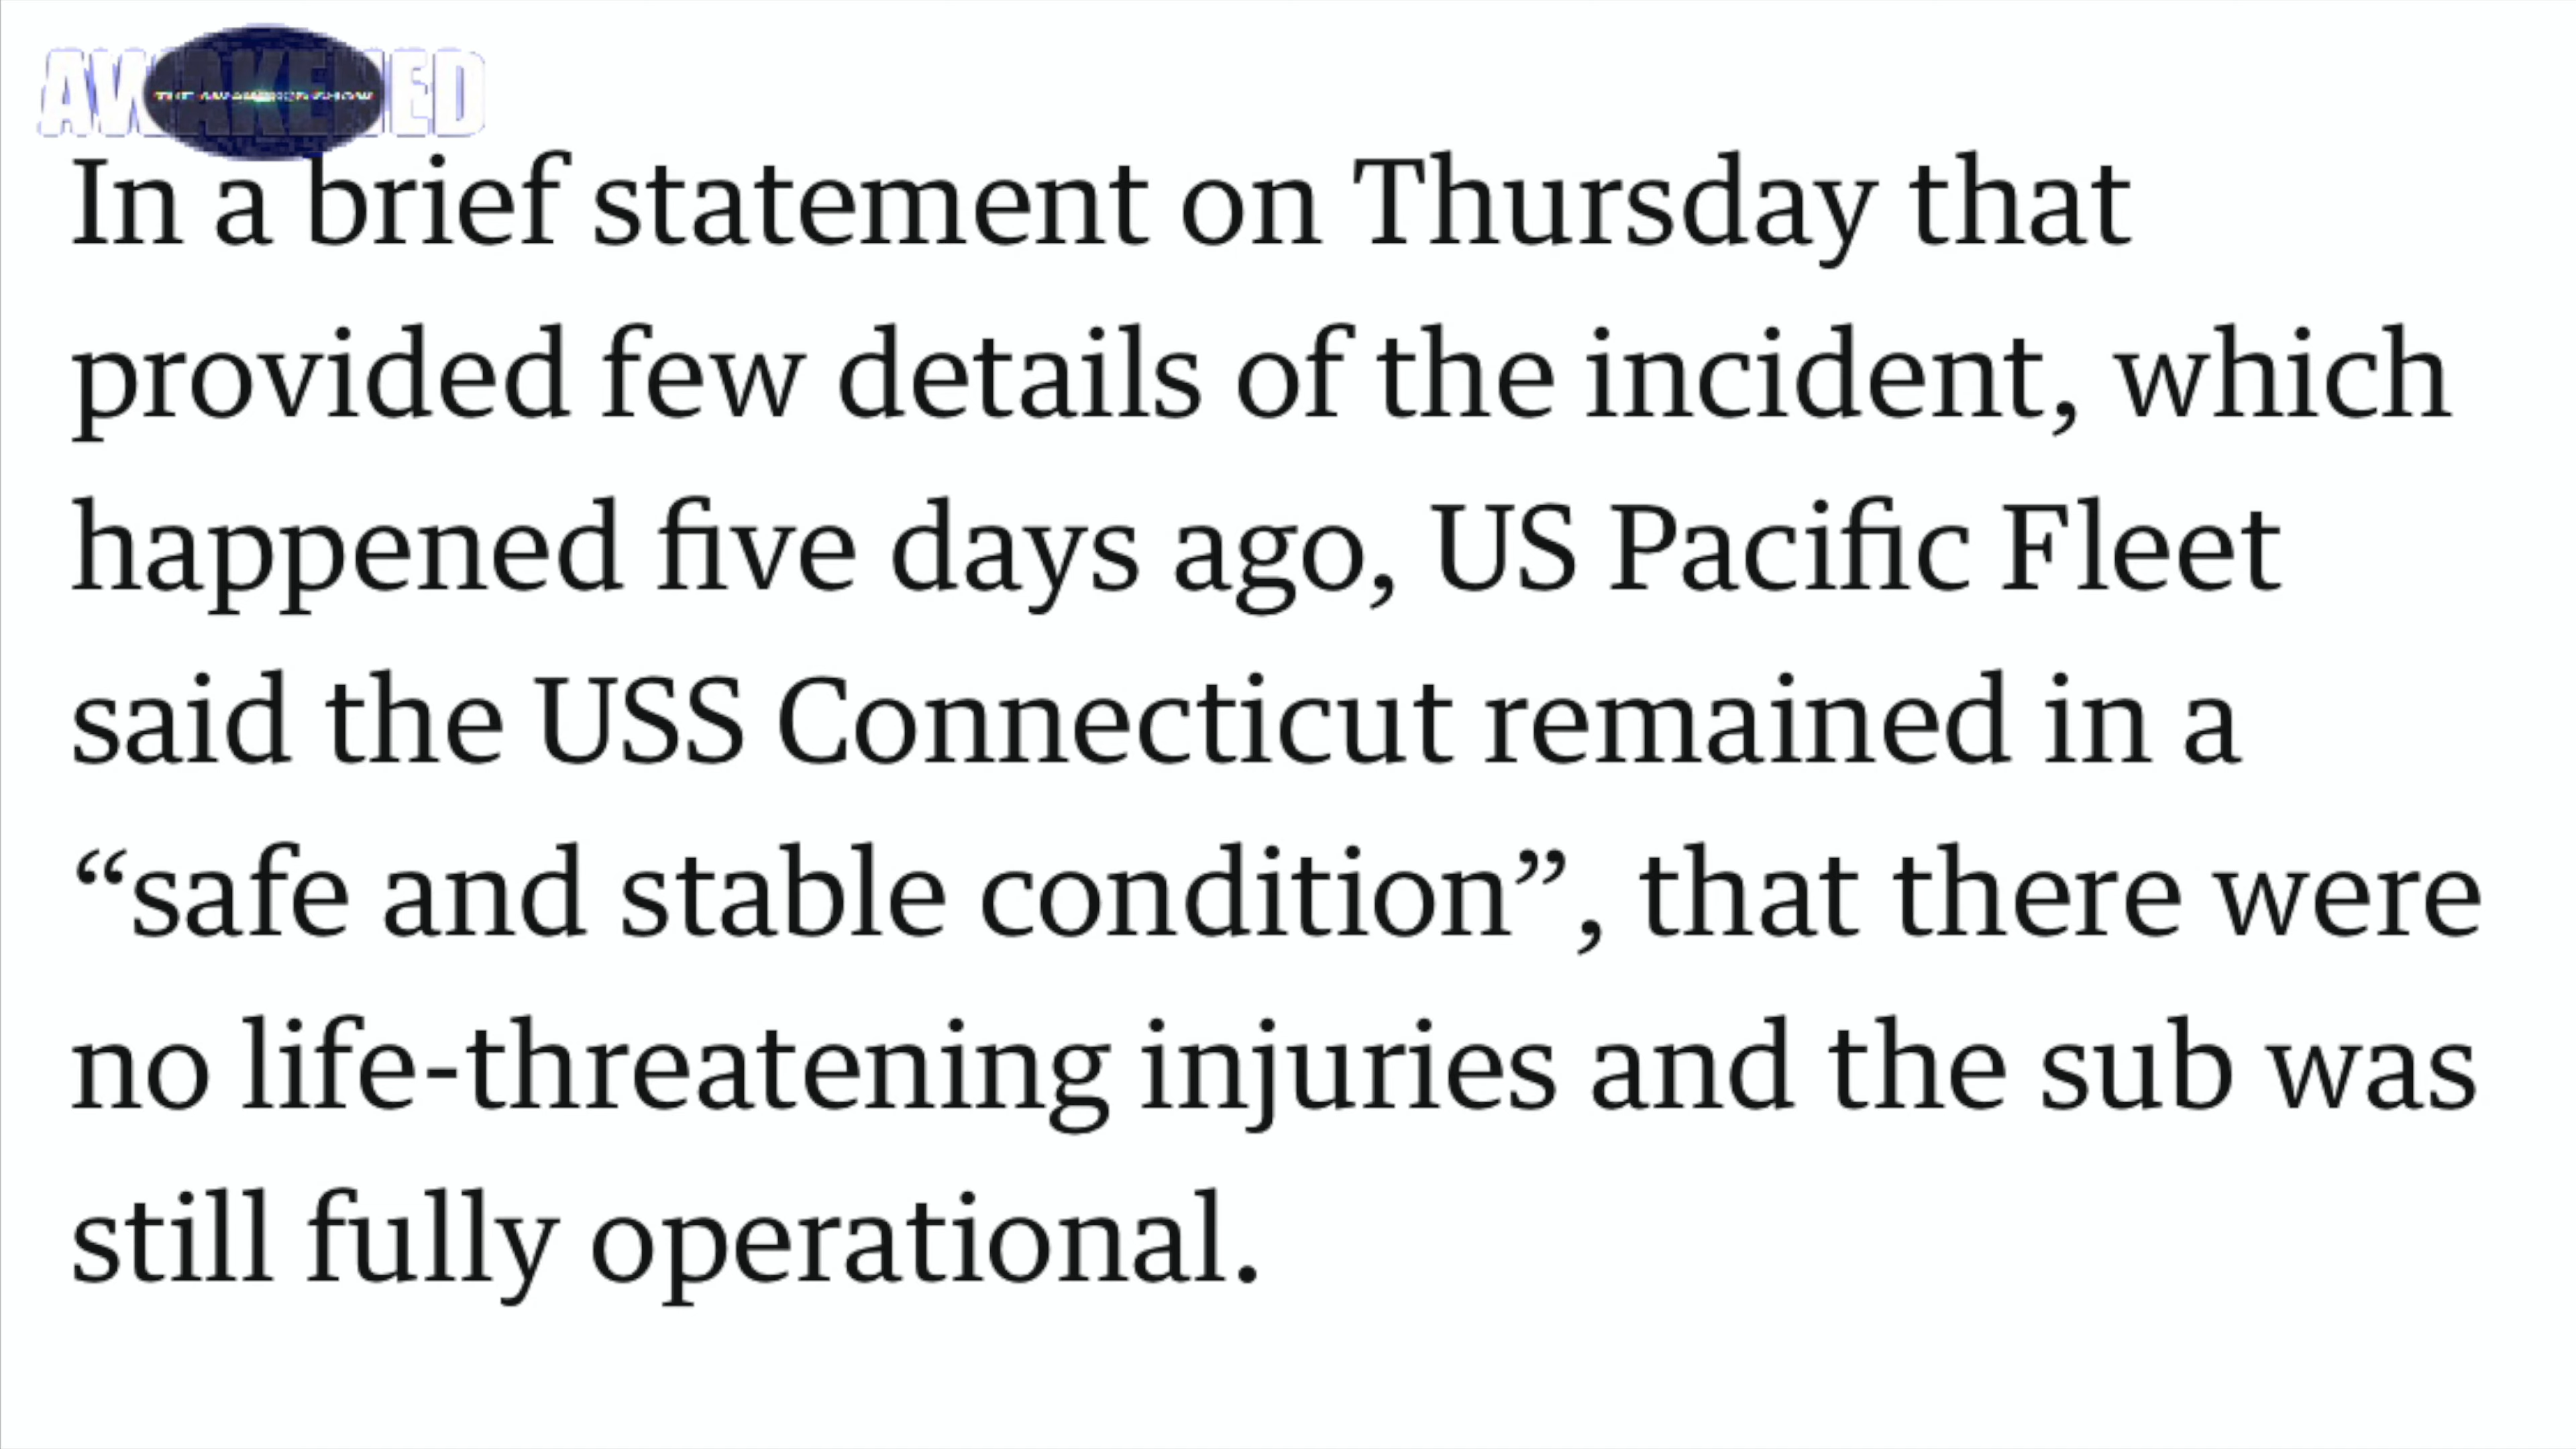 AWAKENED
In a brief statement on Thursday that
provided few details of the incident, which
happened five days ago, US Pacific Fleet
said the USS Connecticut remained in a
“safe and stable condition”, that there were
no life-threatening injuries and the sub was
still fully operational.